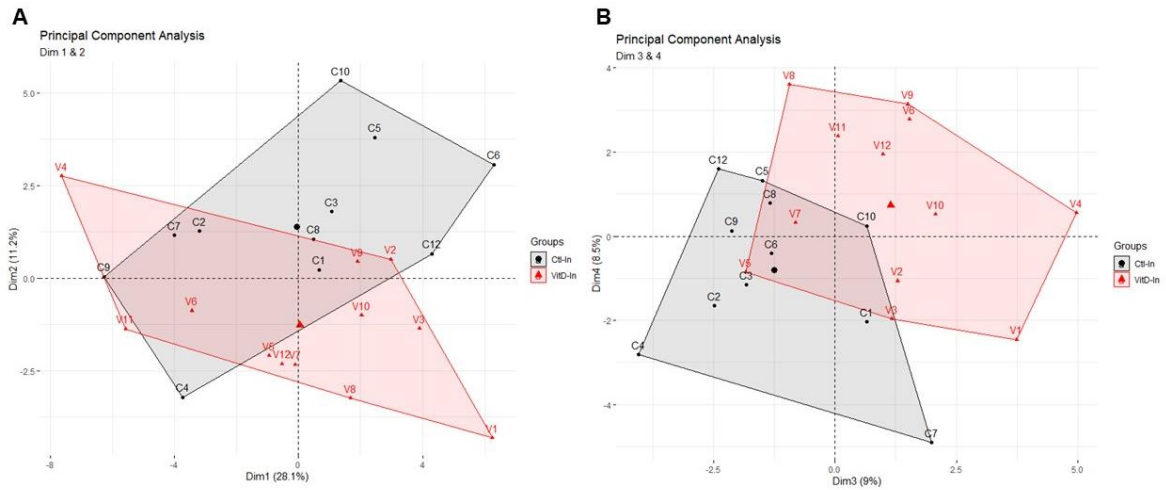 A
Principal Component Analysis
Dim 1 & 2
C10
C5
C6
V4
C3
C7
C2
C8
C12
V2
V9
C1
C9
V6
V11
V10
V3
V5
V12
V7
C4
V8
V1
5.0
2.5
0.0
-2.5
-8
-4
0
4
Dim2 (11.2%)
Dim1 (28.1%)
Groups
Ctl-In
VitD-In
B
Principal Component Analysis
Dim 3 & 4
V8
V9
V6
V11
V12
C12
C5
C8
V10
V4
C9
V7
C10
C6
V5
C3
V2
C2
V3
C1
V1
C4
C7
4
2
0
-2
-4
-2.5
0.0
2.5
5.0
Dim4 (8.5%)
Dim3 (9%)
Groups
Ctl-In
VitD-In